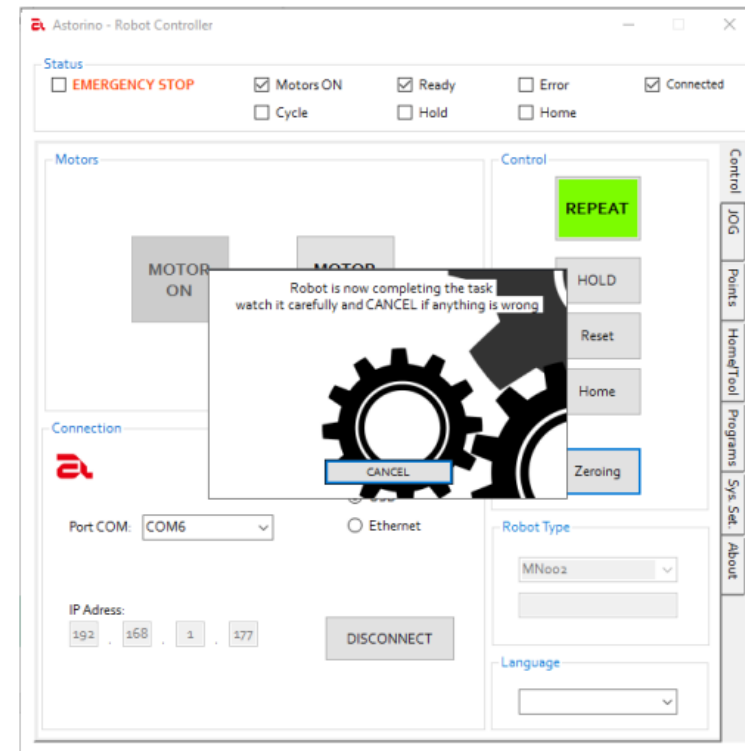 Astorino - Robot Controller
Status
EMERGENCY STOP
Motors ON
Ready
Error
Connected
Cycle
Hold
Home
Motors
MOTOR
ON
MOTOR
Control
REPEAT
HOLD
Reset
Home
Zeroing
Robot is now completing the task
watch it carefully and CANCEL if anything is wrong
CANCEL
Connection
Port COM:
COM6
Ethernet
IP Adress:
192 . 168 . 1 . 177
DISCONNECT
Robot Type
MN002
Language
Control
JOG
Points
Home/Tool
Programs
Sys. Set.
About